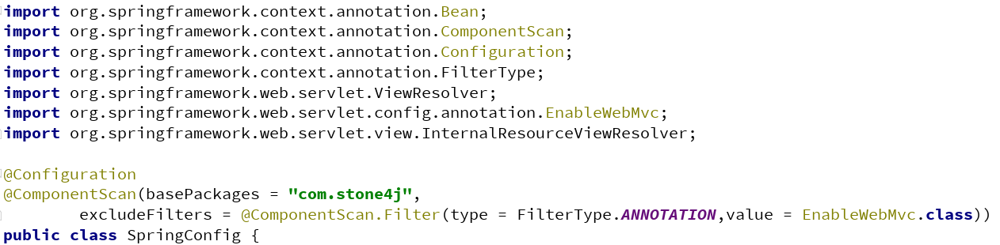 import org.springframework.context.annotation.Bean;
import org.springframework.context.annotation.ComponentScan;
import org.springframework.context.annotation.Configuration;
import org.springframework.context.annotation.FilterType;
import org.springframework.web.servlet.ViewResolver;
import org.springframework.web.servlet.config.annotation.EnableWebMvc;
import org.springframework.web.servlet.view.InternalResourceViewResolver;

@Configuration
@ComponentScan(basePackages = "com.stone4j",
        excludeFilters = @ComponentScan.Filter(type = FilterType.ANNOTATION,value = EnableWebMvc.class))
public class SpringConfig {